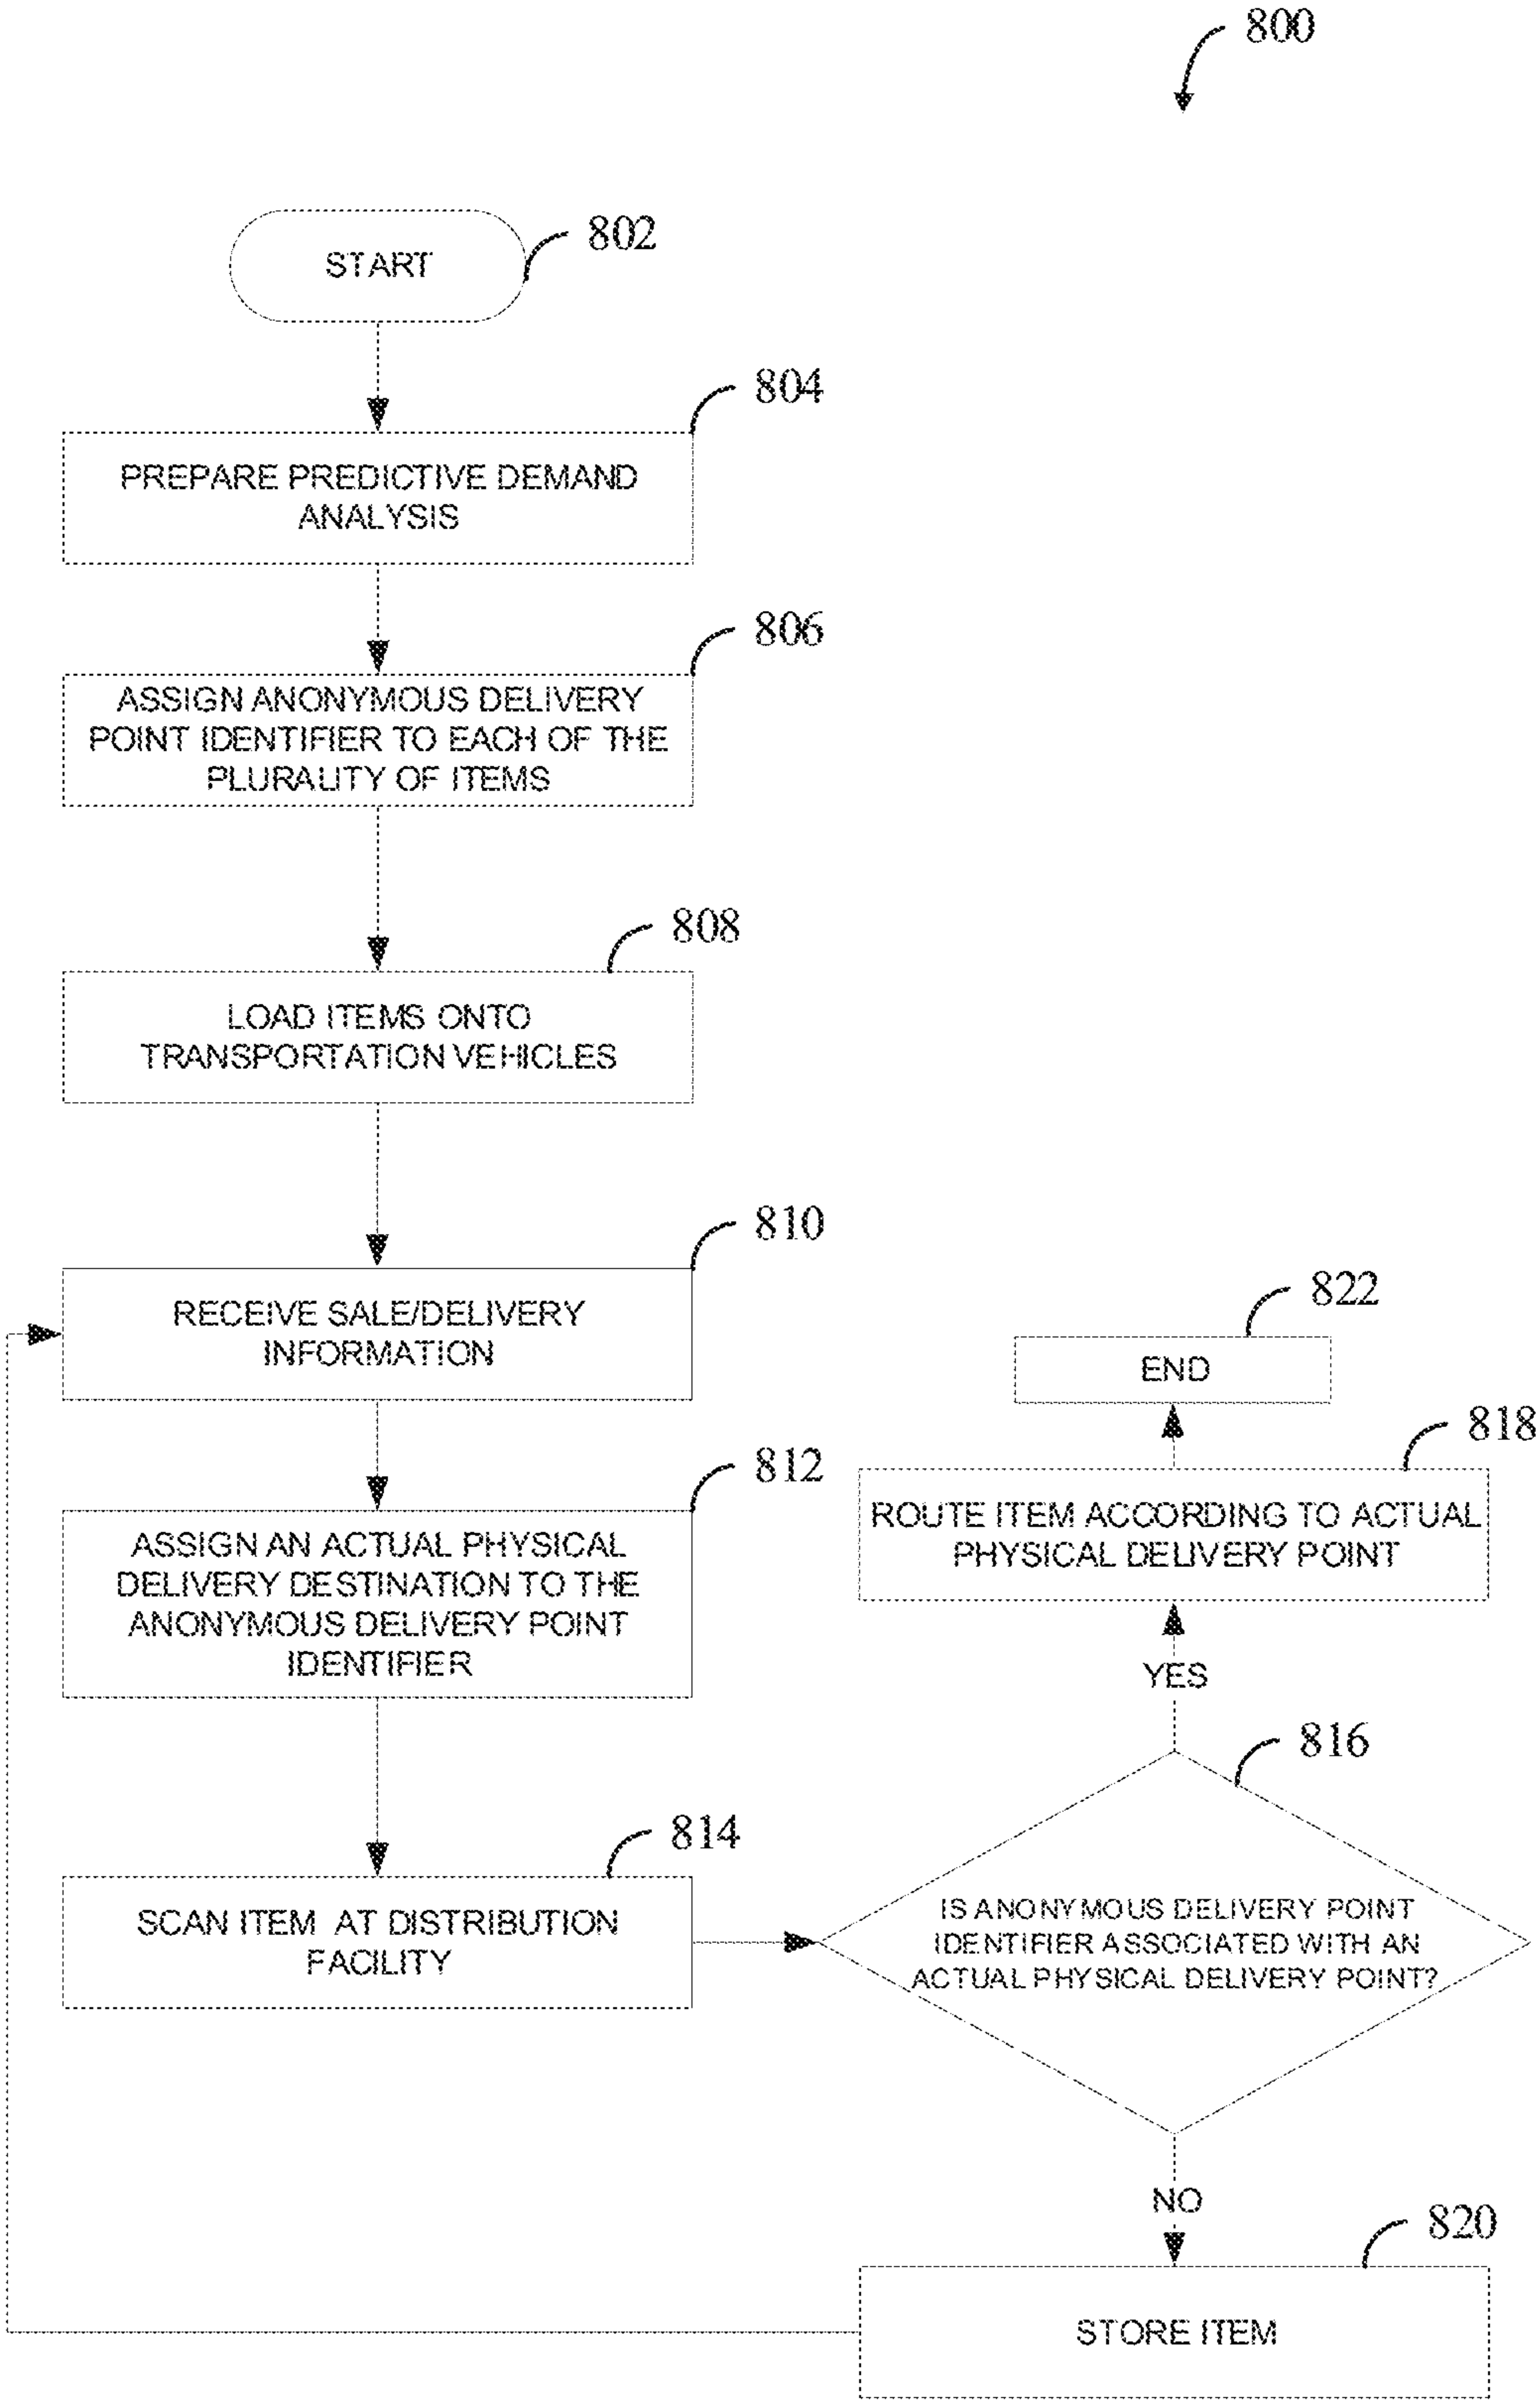 800
802
START
804
PREPARE PREDICTIVE DEMAND
ANALYSIS
806
ASSIGN ANONYMOUS DELIVERY
POINT IDENTIFIER TO EACH OF THE
PLURALITY OF ITEMS
808
LOAD ITEMS ONTO
TRANSPORTATION VEHICLES
810
RECEIVE SALE/DELIVERY
INFORMATION
812
ASSIGN AN ACTUAL PHYSICAL
DELIVERY DESTINATION TO THE
ANONYMOUS DELIVERY POINT
IDENTIFIER
814
SCAN ITEM AT DISTRIBUTION
FACILITY
816
IS ANONYMOUS DELIVERY POINT
IDENTIFIER ASSOCIATED WITH AN
ACTUAL PHYSICAL DELIVERY POINT?
YES
818
ROUTE ITEM ACCORDING TO ACTUAL
PHYSICAL DELIVERY POINT
822
END
NO
820
STORE ITEM